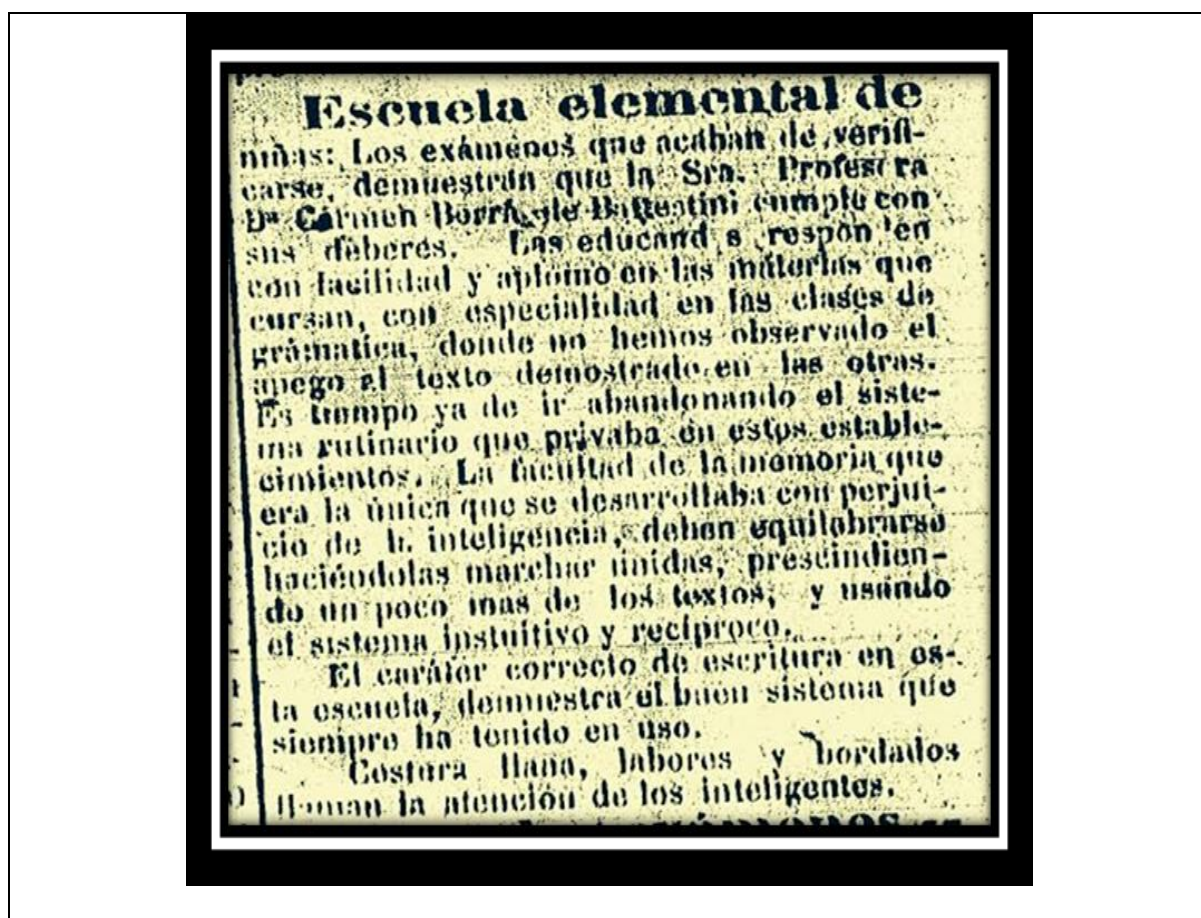 Escuela elemental de
niñas: Los exámenes que acaban de verifi-
carse, demuestran que la Sra. Profesora
Dª Cármen de cumple con
sus deberes. Las educand s respon en
con facilidad y aplomo en las materias que
cursan, con especialidad en las clases de
grámatica, donde no hemos observado el
apego al texto demostrado en las otras.
Es tiempo ya de ir abandonando el siste-
ma rutinario que privaba en estos estable-
cimientos. La facultad de la memoria que
era la única que se desarrollaba con perjui-
cio de la inteligencia, deben equilabrarse
haciéndolas marchar unidas, prescindien-
do un poco mas de los textos, y usando
el sistema instuitivo y recíproco.
El caráter correcto de escritura en es-
ta escuela, demuestra el buen sistema que
siempre ha tenido en uso.
Costura llana, labores y bordados
llaman la atención de los inteligentes.